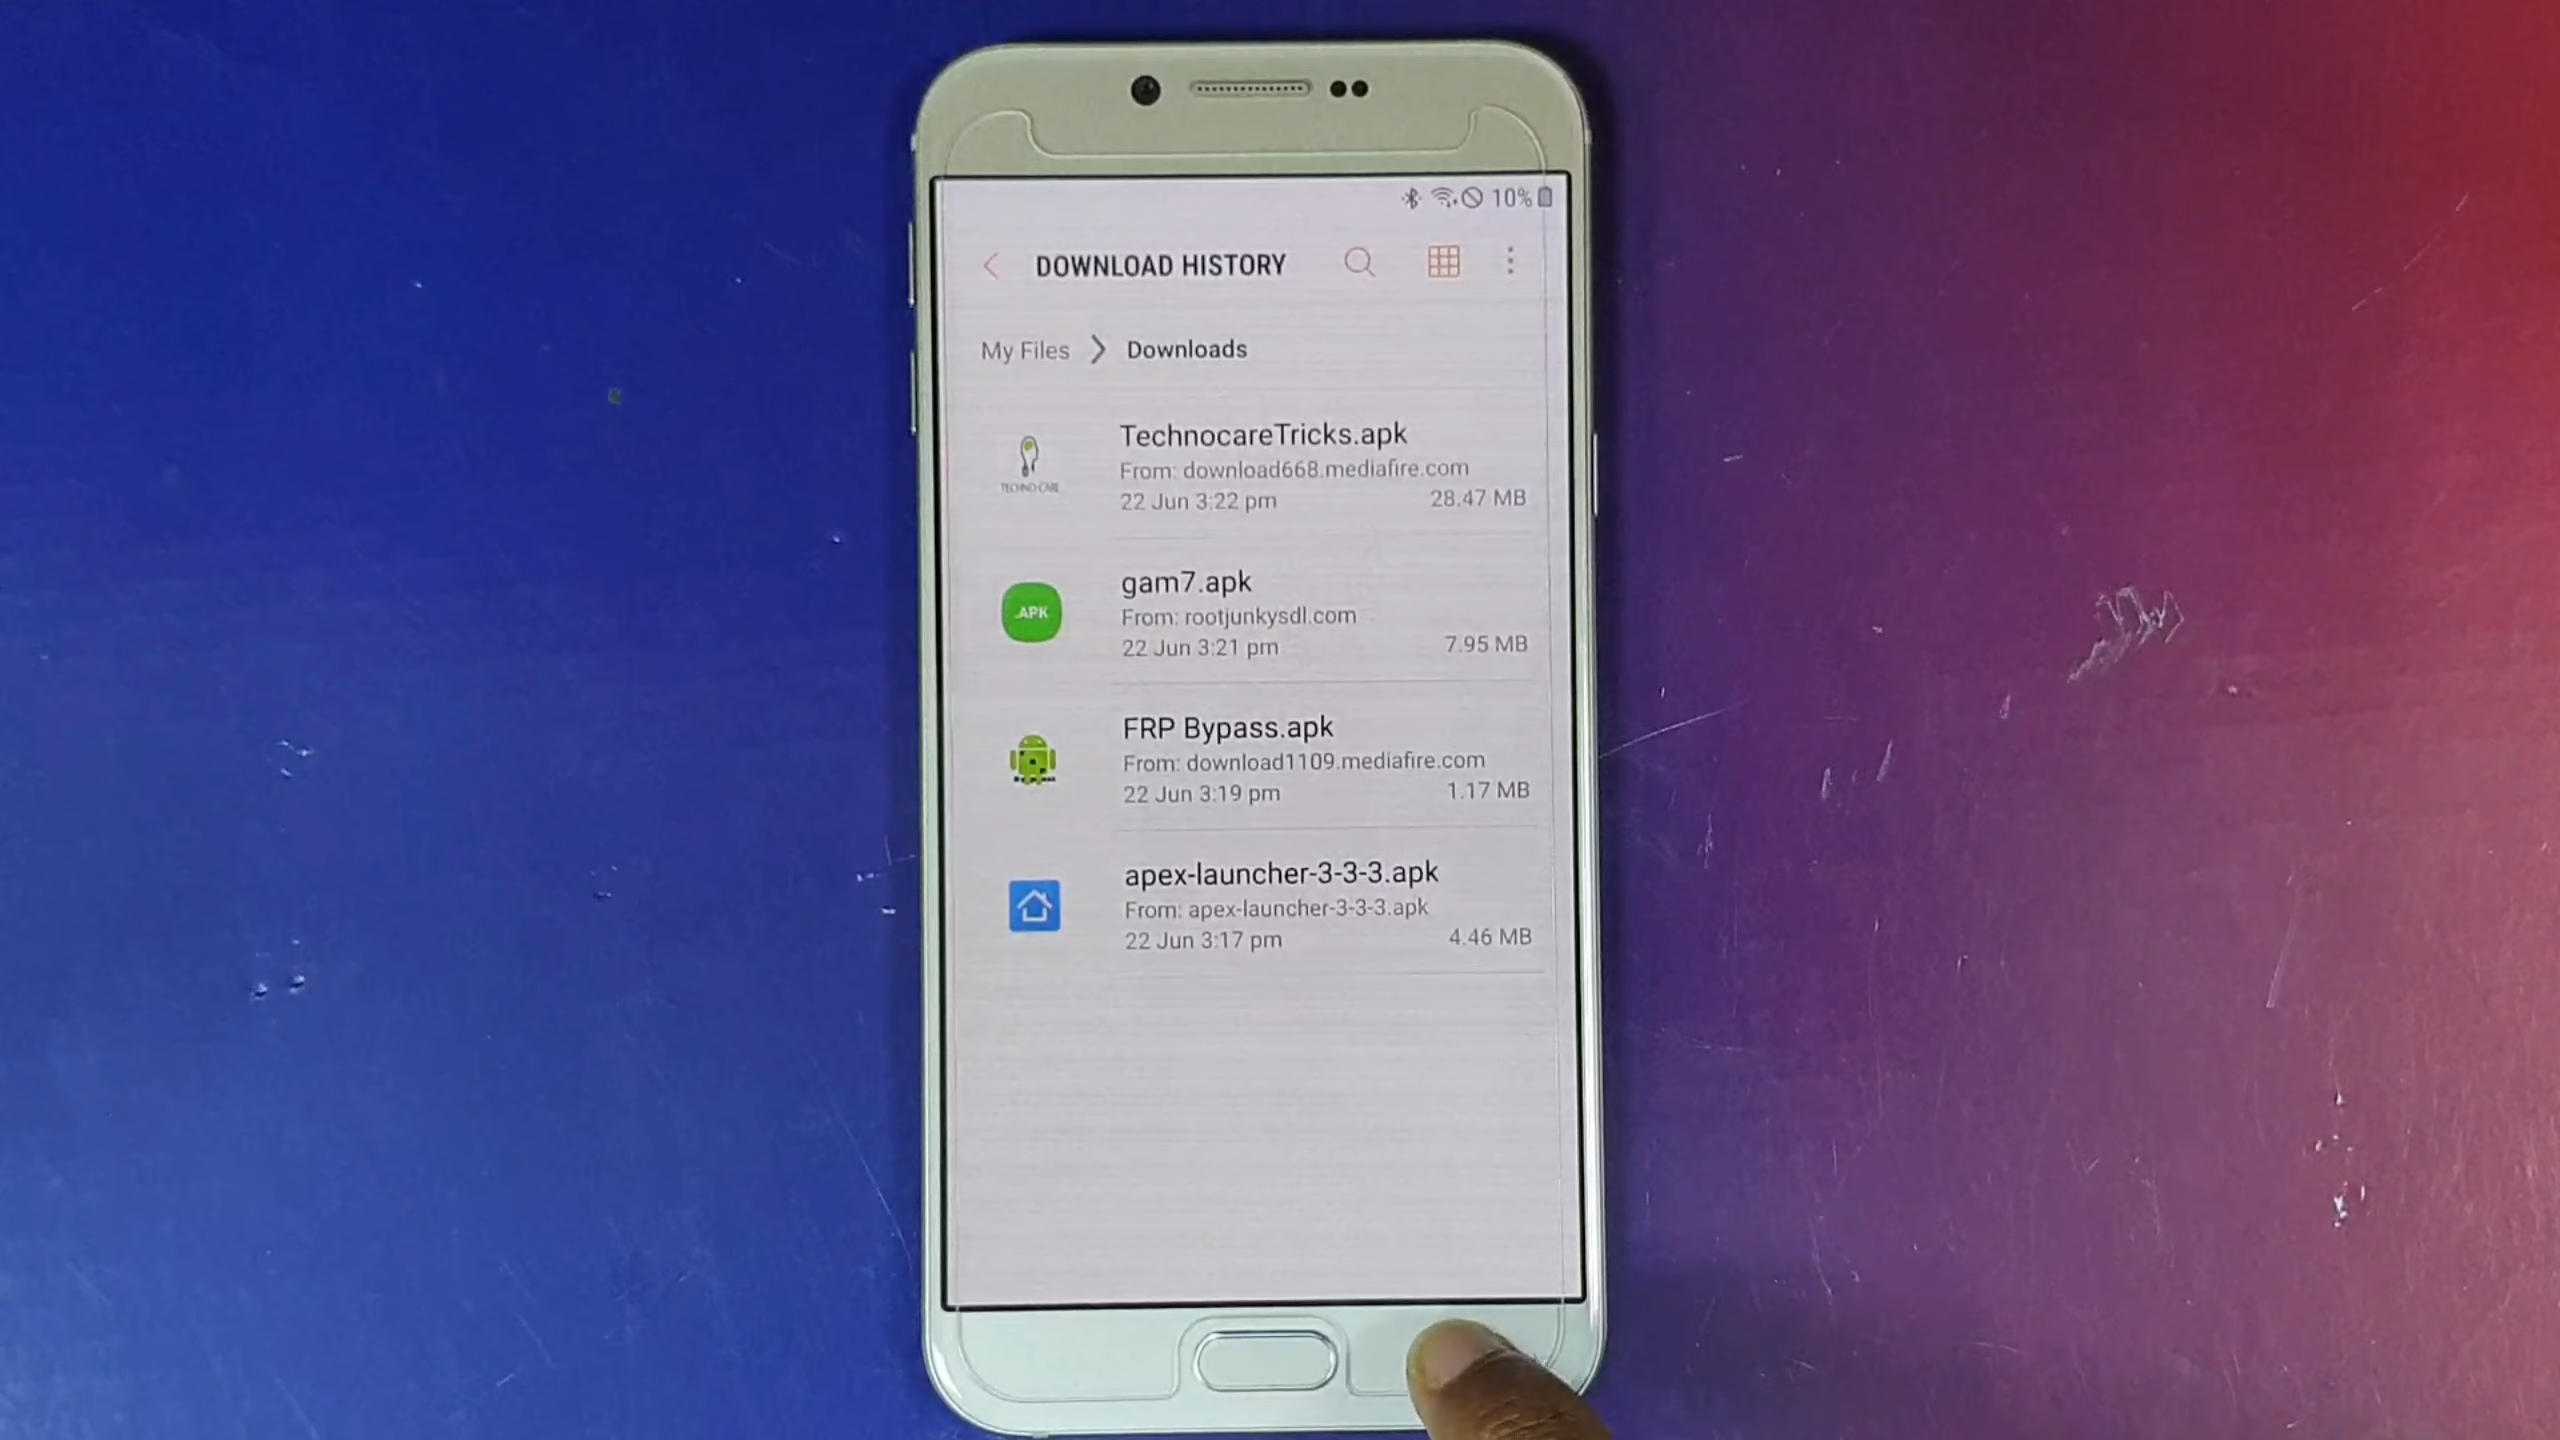 10%
DOWNLOAD HISTORY
My Files > Downloads
TechnocareTricks.apk
From: download668.mediafire.com
22 Jun 3:22 pm 28.47 MB
TECHNO CARE
gam7.apk
.APK
From: rootjunkysdl.com
22 Jun 3:21 pm 7.95 MB
FRP Bypass.apk
From: download1109.mediafire.com
22 Jun 3:19 pm 1.17 MB
apex-launcher-3-3-3.apk
From: apex-launcher-3-3-3.apk
22 Jun 3:17 pm 4.46 MB